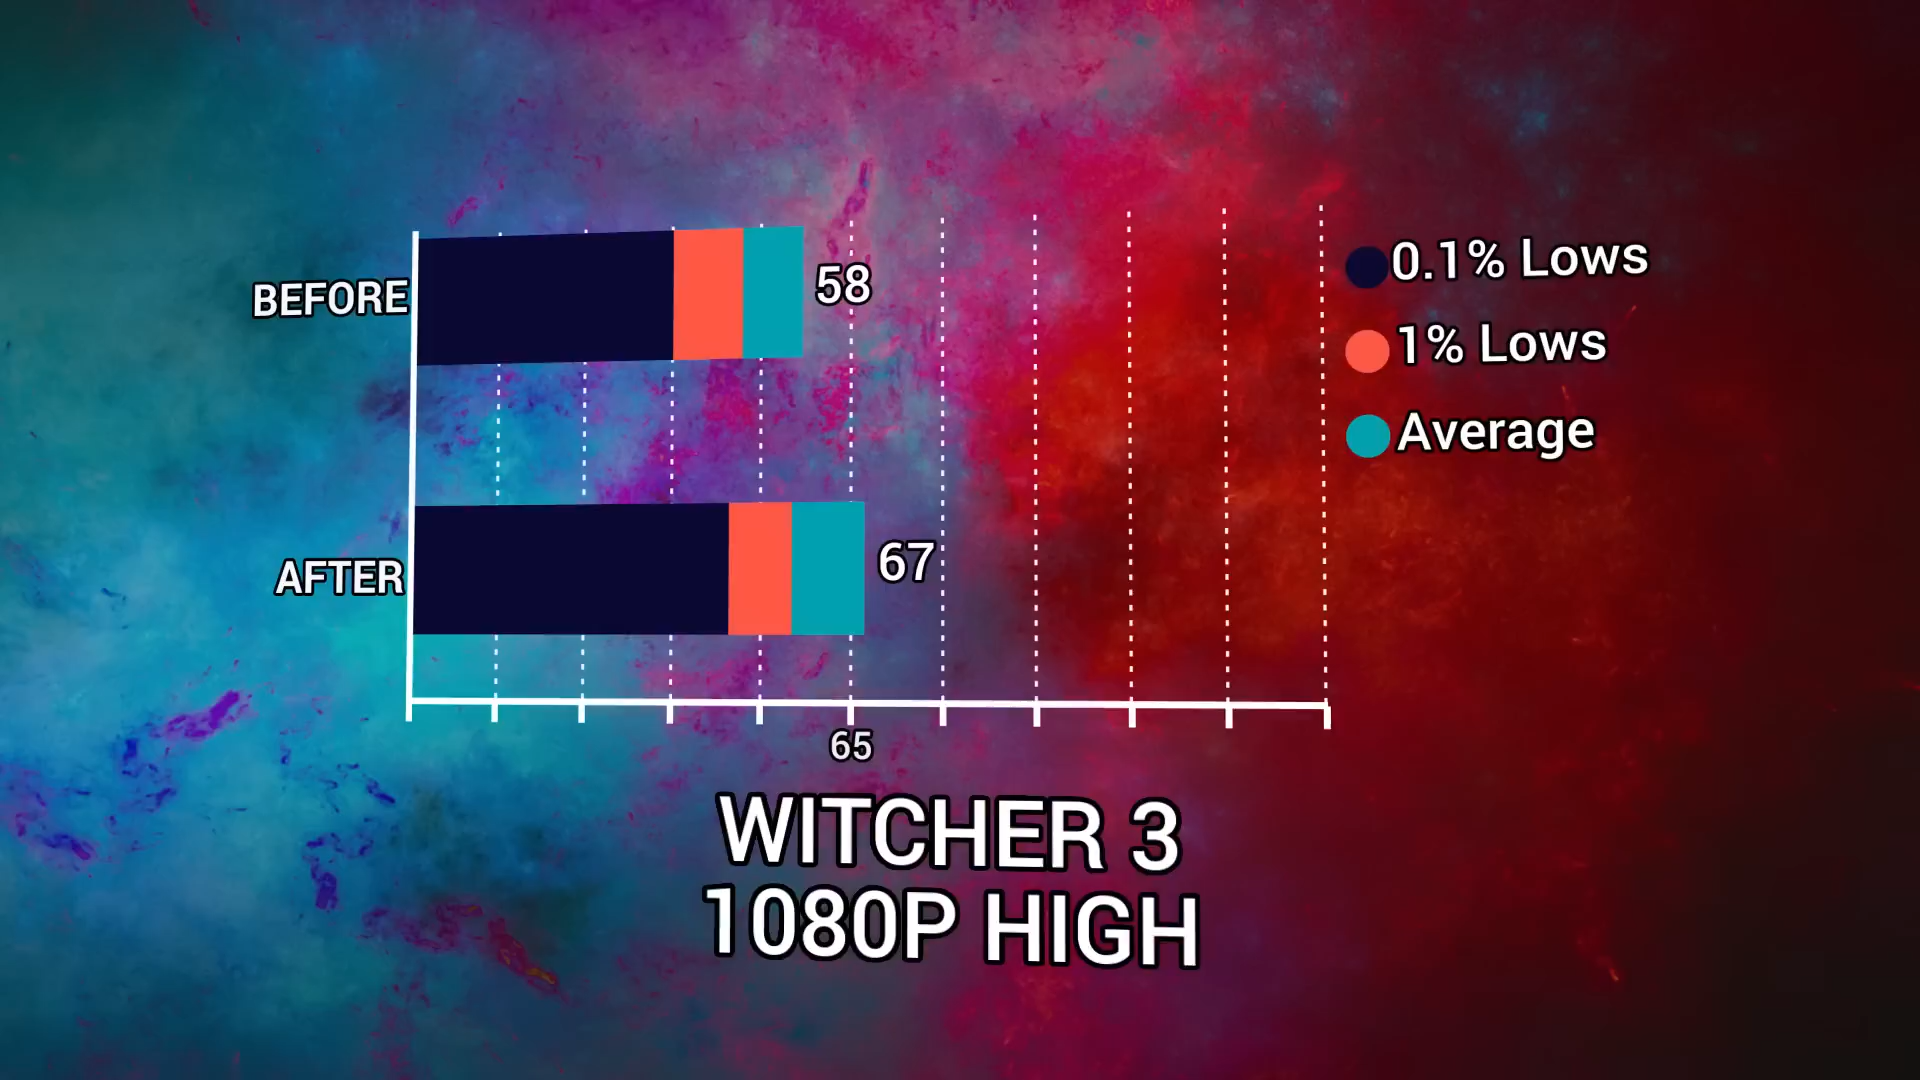 BEFORE
58
0.1% Lows
1% Lows
Average
AFTER
67
65
WITCHER 3
1080P HIGH